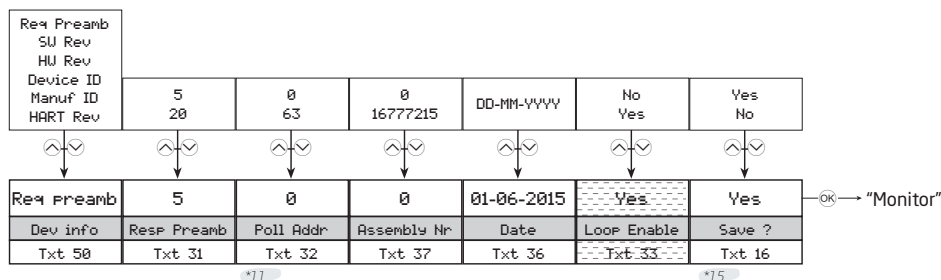 Req Preamb
SW Rev
HW Rev
Device ID
Manuf ID
HART Rev
5
20
0
63
0
16777215
DD-MM-YYYY
No
Yes
Yes
No
Req preamb 5 0 0 01-06-2015 Yes Yes OK "Monitor"
Dev info Resp Preamb Poll Addr Assembly Nr Date Loop Enable Save ?
Txt 50 Txt 31 Txt 32 Txt 37 Txt 36 Txt 33 Txt 16
*11 *15